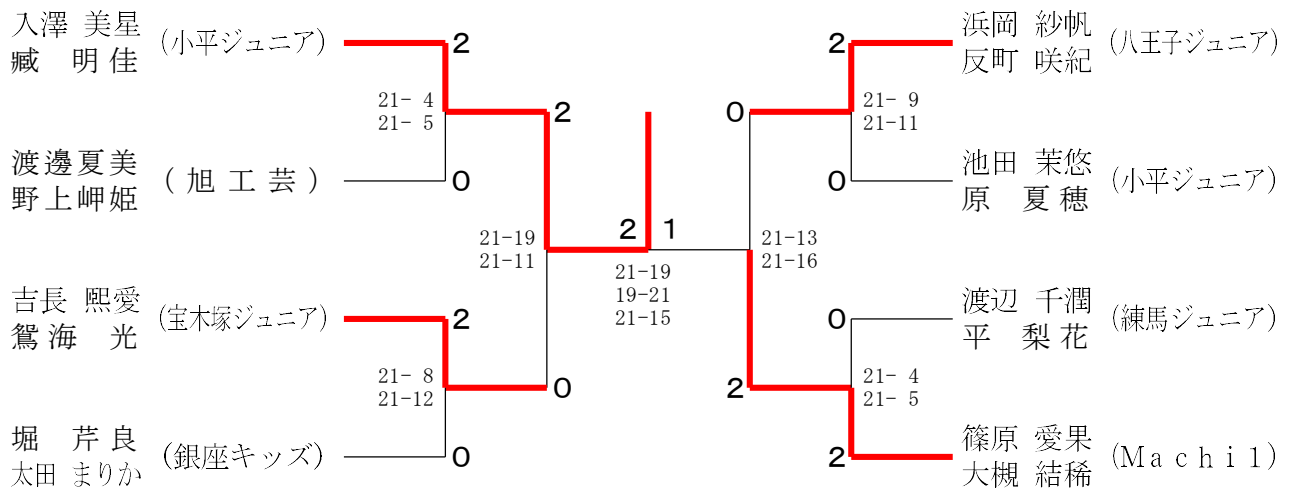 入澤 美星
臧 明佳
(小平ジュニア)
2
21- 4
21- 5
2
渡邊夏美
野上岬姫
(旭工芸)
0
21-19
21-11
吉長 熙愛
鴛海 光
(宝木塚ジュニア)
2
21- 8
21-12
0
堀 芹良
太田 まりか
(銀座キッズ)
0
2 1
21-19
19-21
21-15
浜岡 紗帆
反町 咲紀
(八王子ジュニア)
2
0
21- 9
21-11
池田 茉悠
原 夏穂
(小平ジュニア)
0
21-13
21-16
渡辺 千潤
平 梨花
(練馬ジュニア)
0
2
21- 4
21- 5
篠原 愛果
大槻 結稀
(Machi1)
2